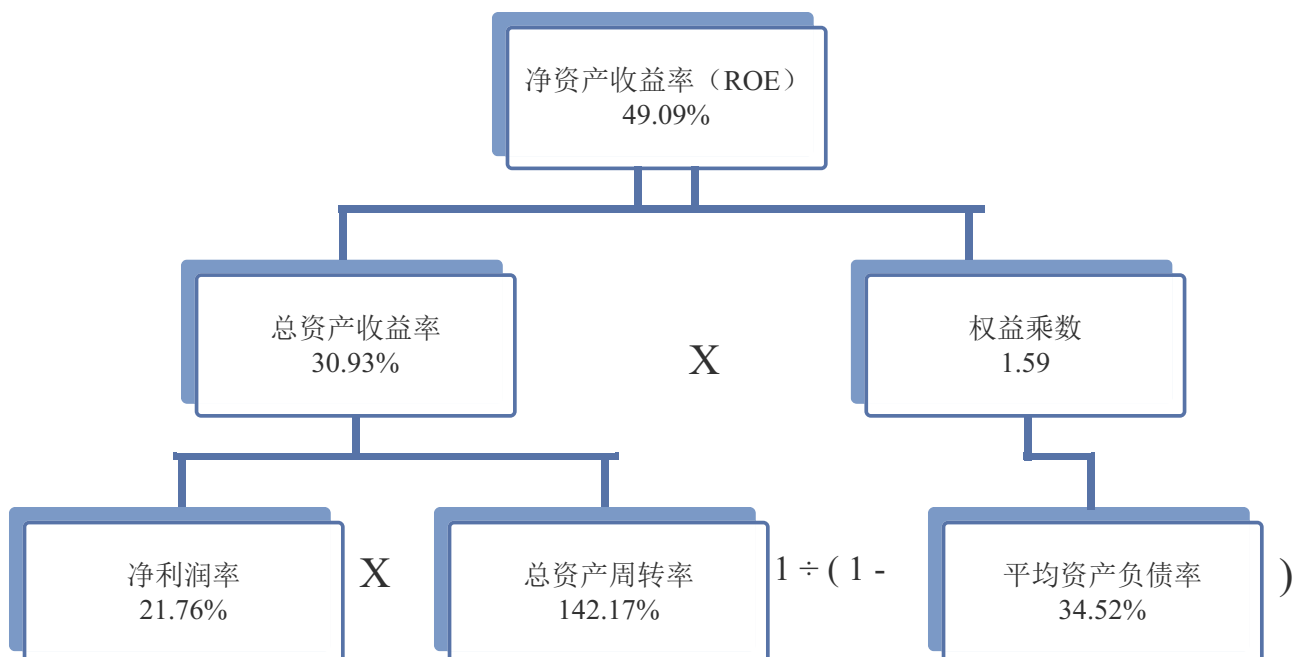 净资产收益率（ROE）
49.09%
总资产收益率
30.93%
X
权益乘数
1.59
净利润率
21.76%
X
总资产周转率
142.17%
1 ÷ ( 1 -
平均资产负债率
34.52%
)